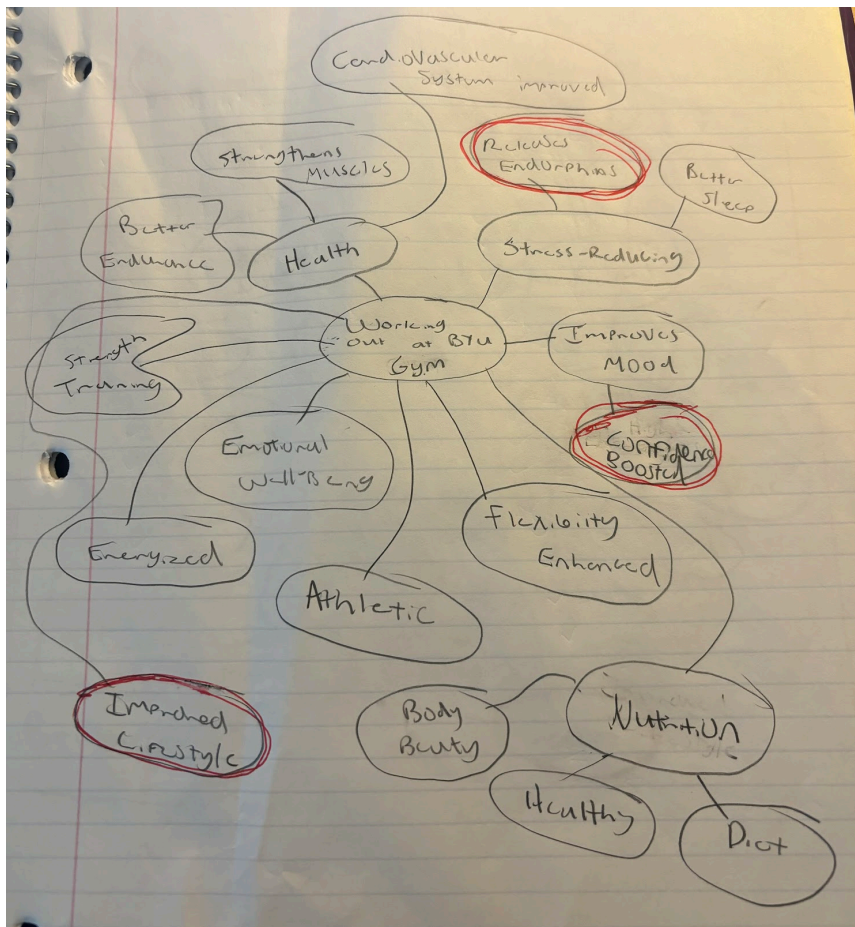 Cardiovascular
System improved
Strengthens
Muscles
Releases
Endorphins
Better
Sleep
Better
Endurance
Health
Stress-Reducing
Working
out at BYU
Gym
Improves
Mood
Strength
Training
Confidence
Boosted
Emotional
Well-Being
Flexibility
Enhanced
Energized
Athletic
Improved
Lifestyle
Body
Beuty
Nutrition
Healthy
Diet